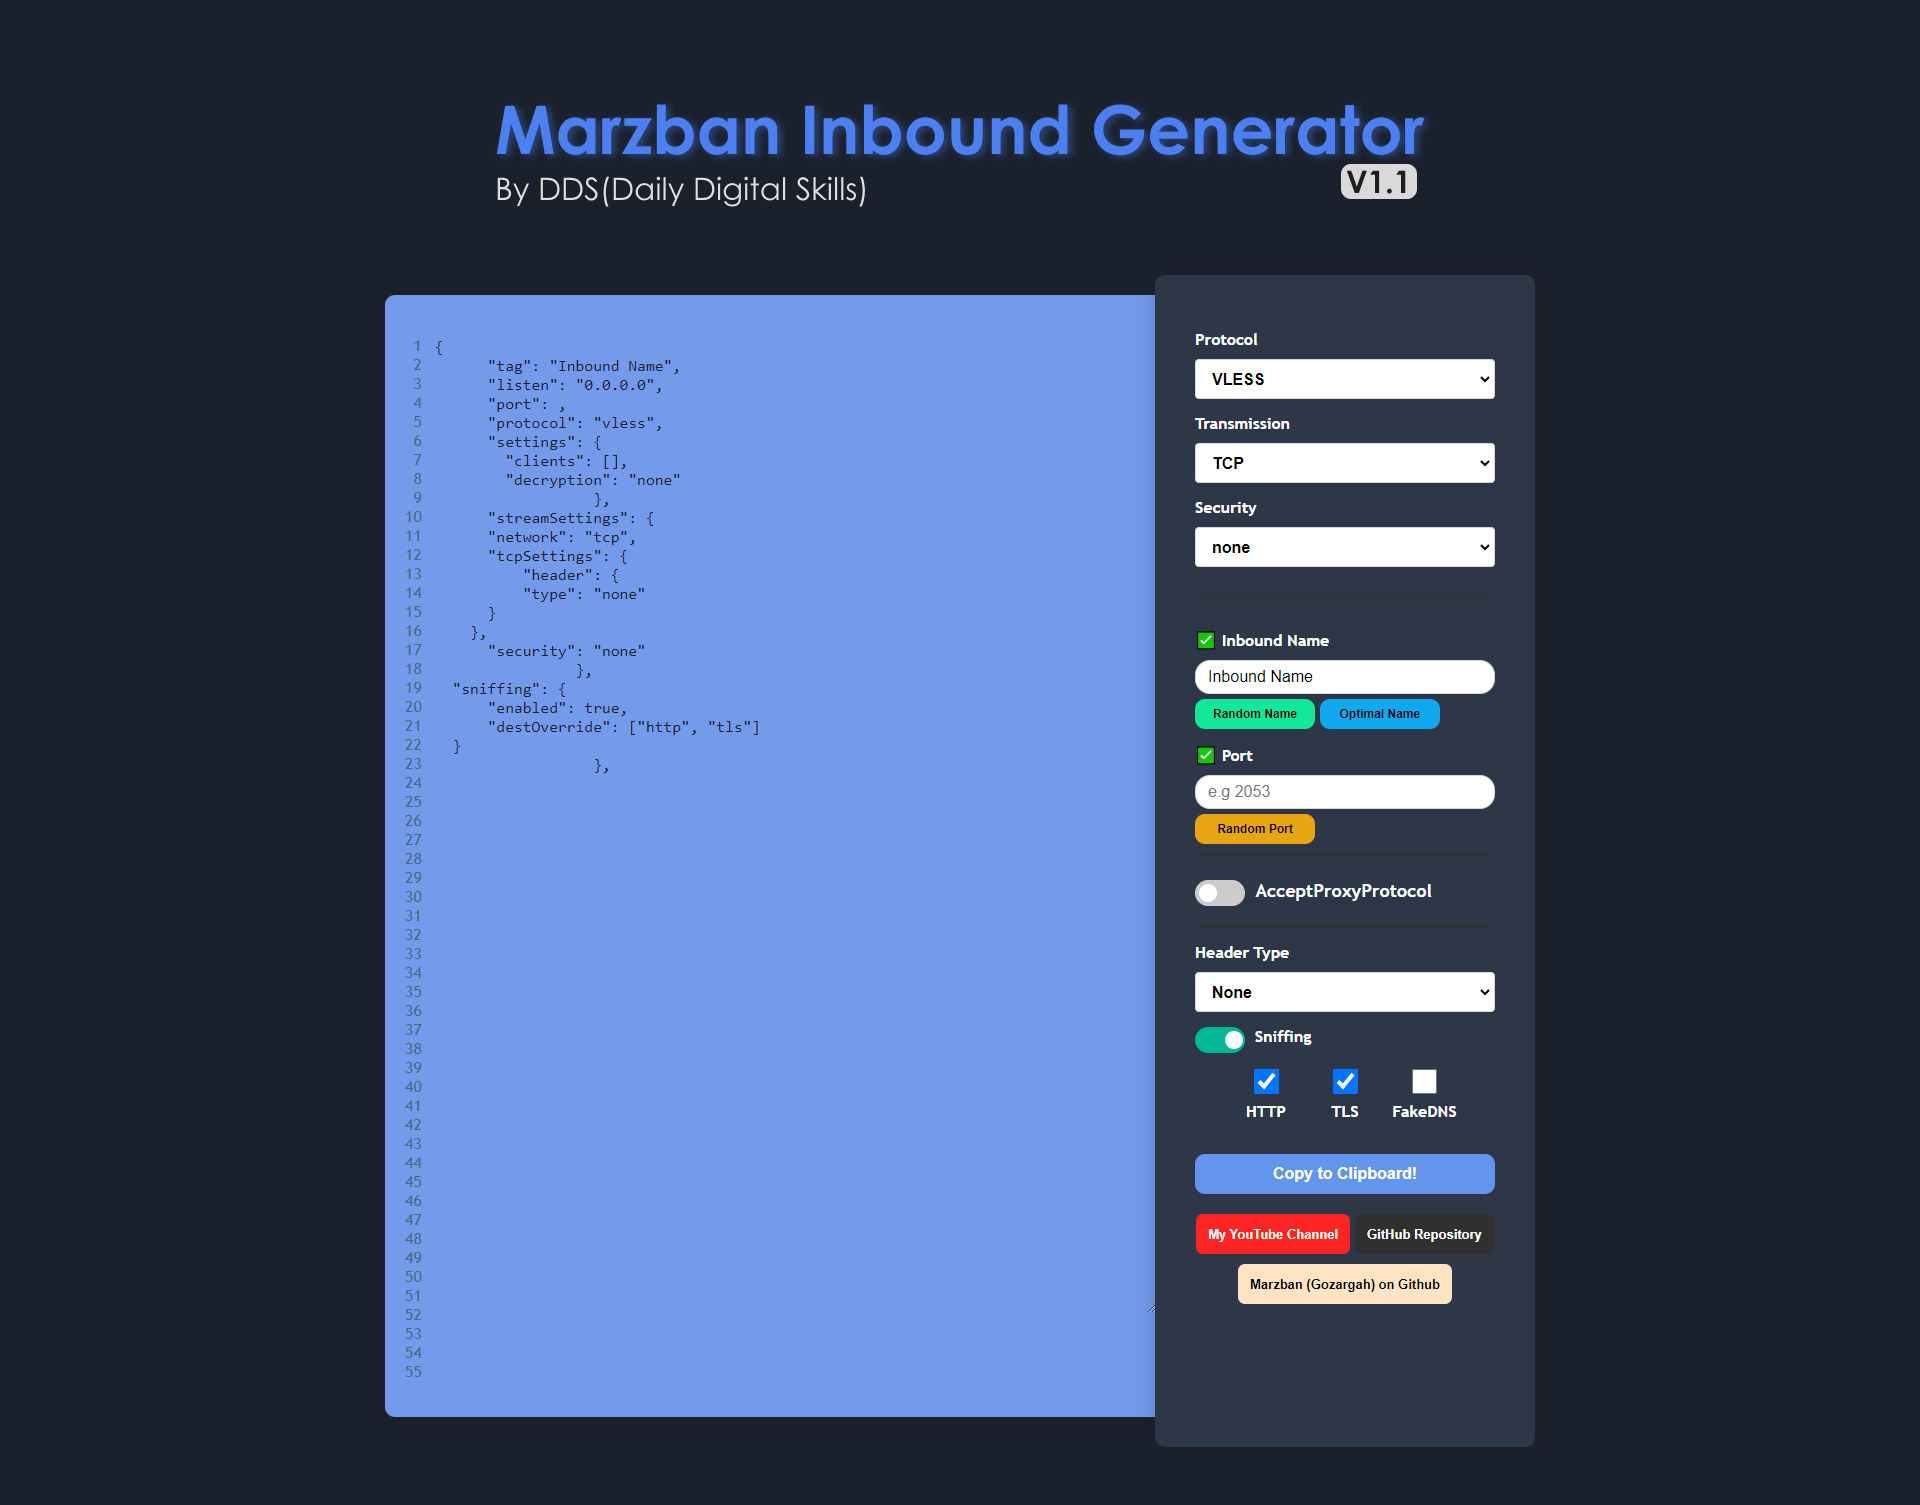 Marzban Inbound Generator
By DDS(Daily Digital Skills)
V1.1
1 {
2 "tag": "Inbound Name",
3 "listen": "0.0.0.0",
4 "port": ,
5 "protocol": "vless",
6 "settings": {
7 "clients": [],
8 "decryption": "none"
9 },
10 "streamSettings": {
11 "network": "tcp",
12 "tcpSettings": {
13 "header": {
14 "type": "none"
15 }
16 },
17 "security": "none"
18 },
19 "sniffing": {
20 "enabled": true,
21 "destOverride": ["http", "tls"]
22 }
23 },
24
25
26
27
28
29
30
31
32
33
34
35
36
37
38
39
40
41
42
43
44
45
46
47
48
49
50
51
52
53
54
55
Protocol
VLESS
Transmission
TCP
Security
none
Inbound Name
Inbound Name
Random Name Optimal Name
Port
e.g 2053
Random Port
AcceptProxyProtocol
Header Type
None
Sniffing
HTTP TLS FakeDNS
Copy to Clipboard!
My YouTube Channel GitHub Repository
Marzban (Gozargah) on Github